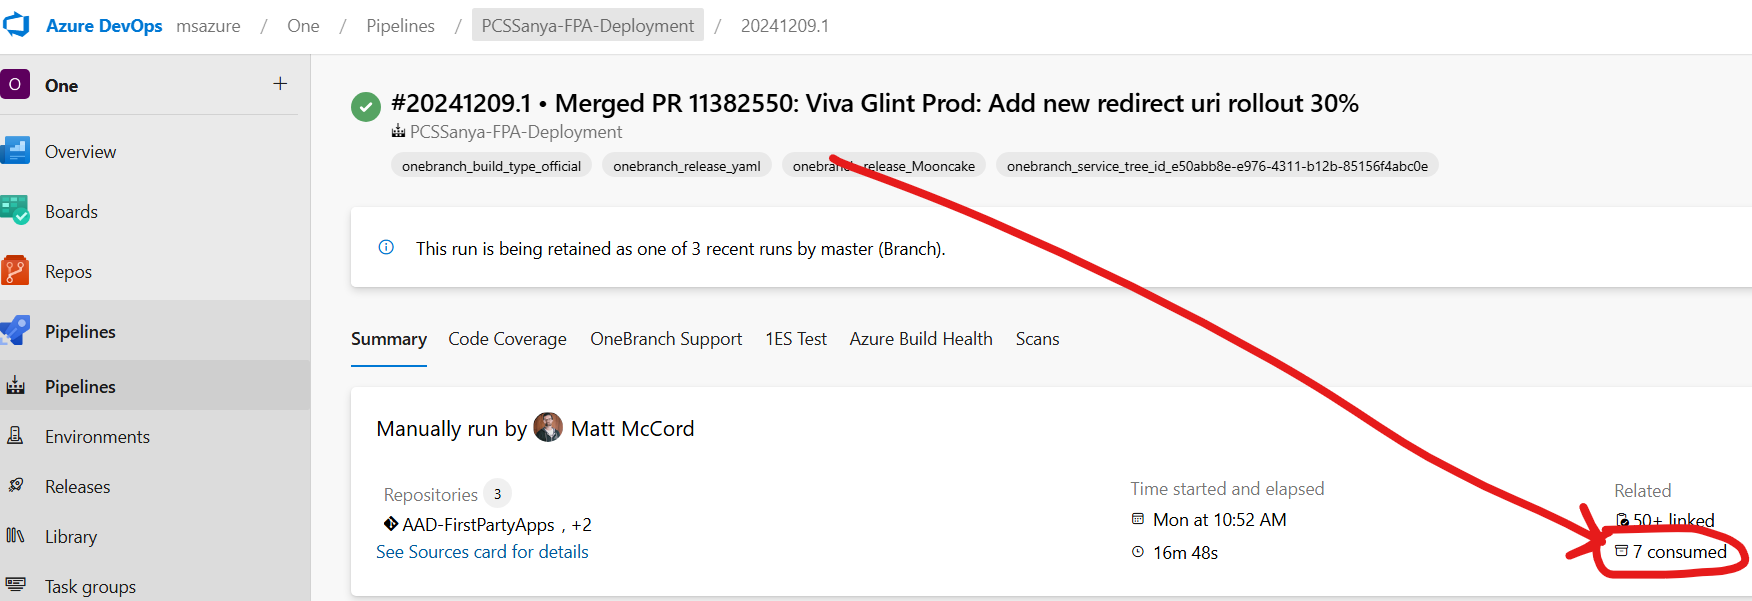 Azure DevOps msazure / One / Pipelines / PCSSanya-FPA-Deployment / 20241209.1
O One +
Overview
Boards
Repos
Pipelines
Pipelines
Environments
Releases
Library
Task groups
#20241209.1 • Merged PR 11382550: Viva Glint Prod: Add new redirect uri rollout 30%
PCSSanya-FPA-Deployment
onebranch_build_type_official onebranch_release_yaml onebranch_release_Mooncake onebranch_service_tree_id_e50abb8e-e976-4311-b12b-85156f4abc0e
This run is being retained as one of 3 recent runs by master (Branch).
Summary Code Coverage OneBranch Support 1ES Test Azure Build Health Scans
Manually run by Matt McCord
Repositories 3
AAD-FirstPartyApps , +2
See Sources card for details
Time started and elapsed
Mon at 10:52 AM
16m 48s
Related
50+ linked
7 consumed